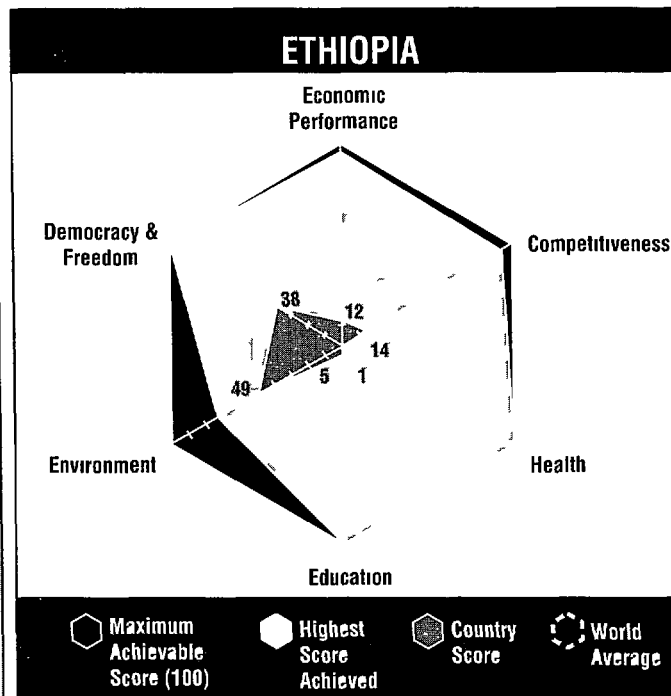 ETHIOPIA
Economic
Performance
Democracy &
Freedom
Competitiveness
38
12
14
49
5
1
Environment
Health
Education
Maximum
Achievable
Score (100)
Highest
Score
Achieved
Country
Score
World
Average